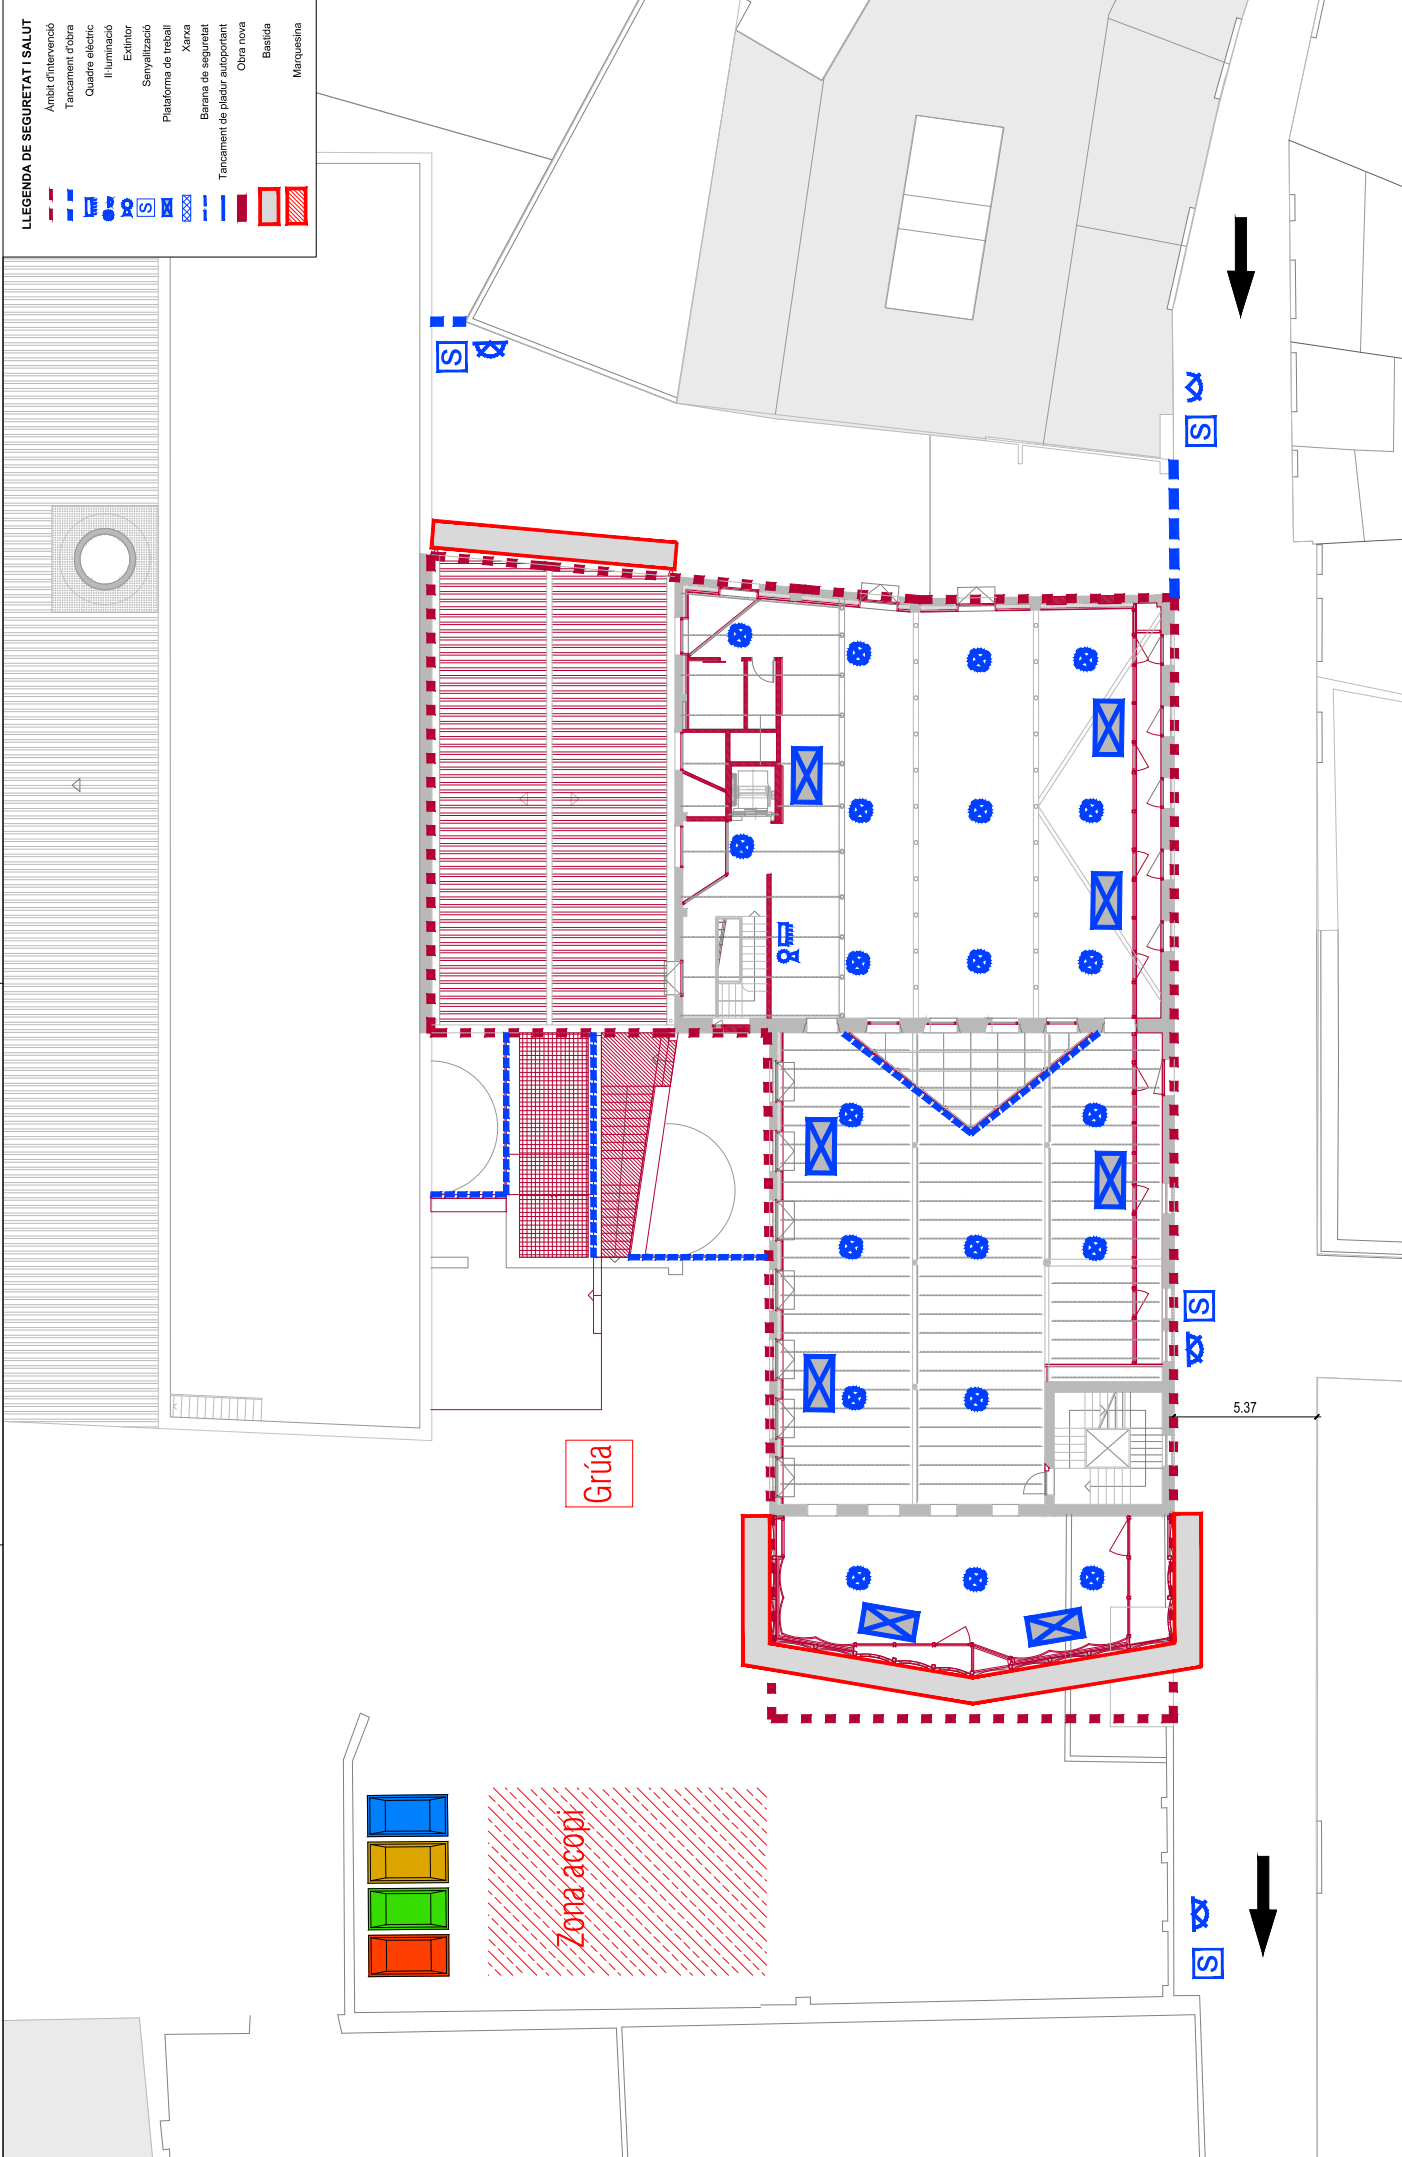 LLEGENDA DE SEGURETAT I SALUT
Àmbit d'intervenció
Tancament d'obra
Quadre elèctric
Il·luminació
Extintor
Senyalització
Plataforma de treball
Xarxa
Barana de seguretat
Tancament de pladur autoportant
Obra nova
Bastida
Marquesina
S
S
S
S
S
5.37
Grúa
Zona acopi